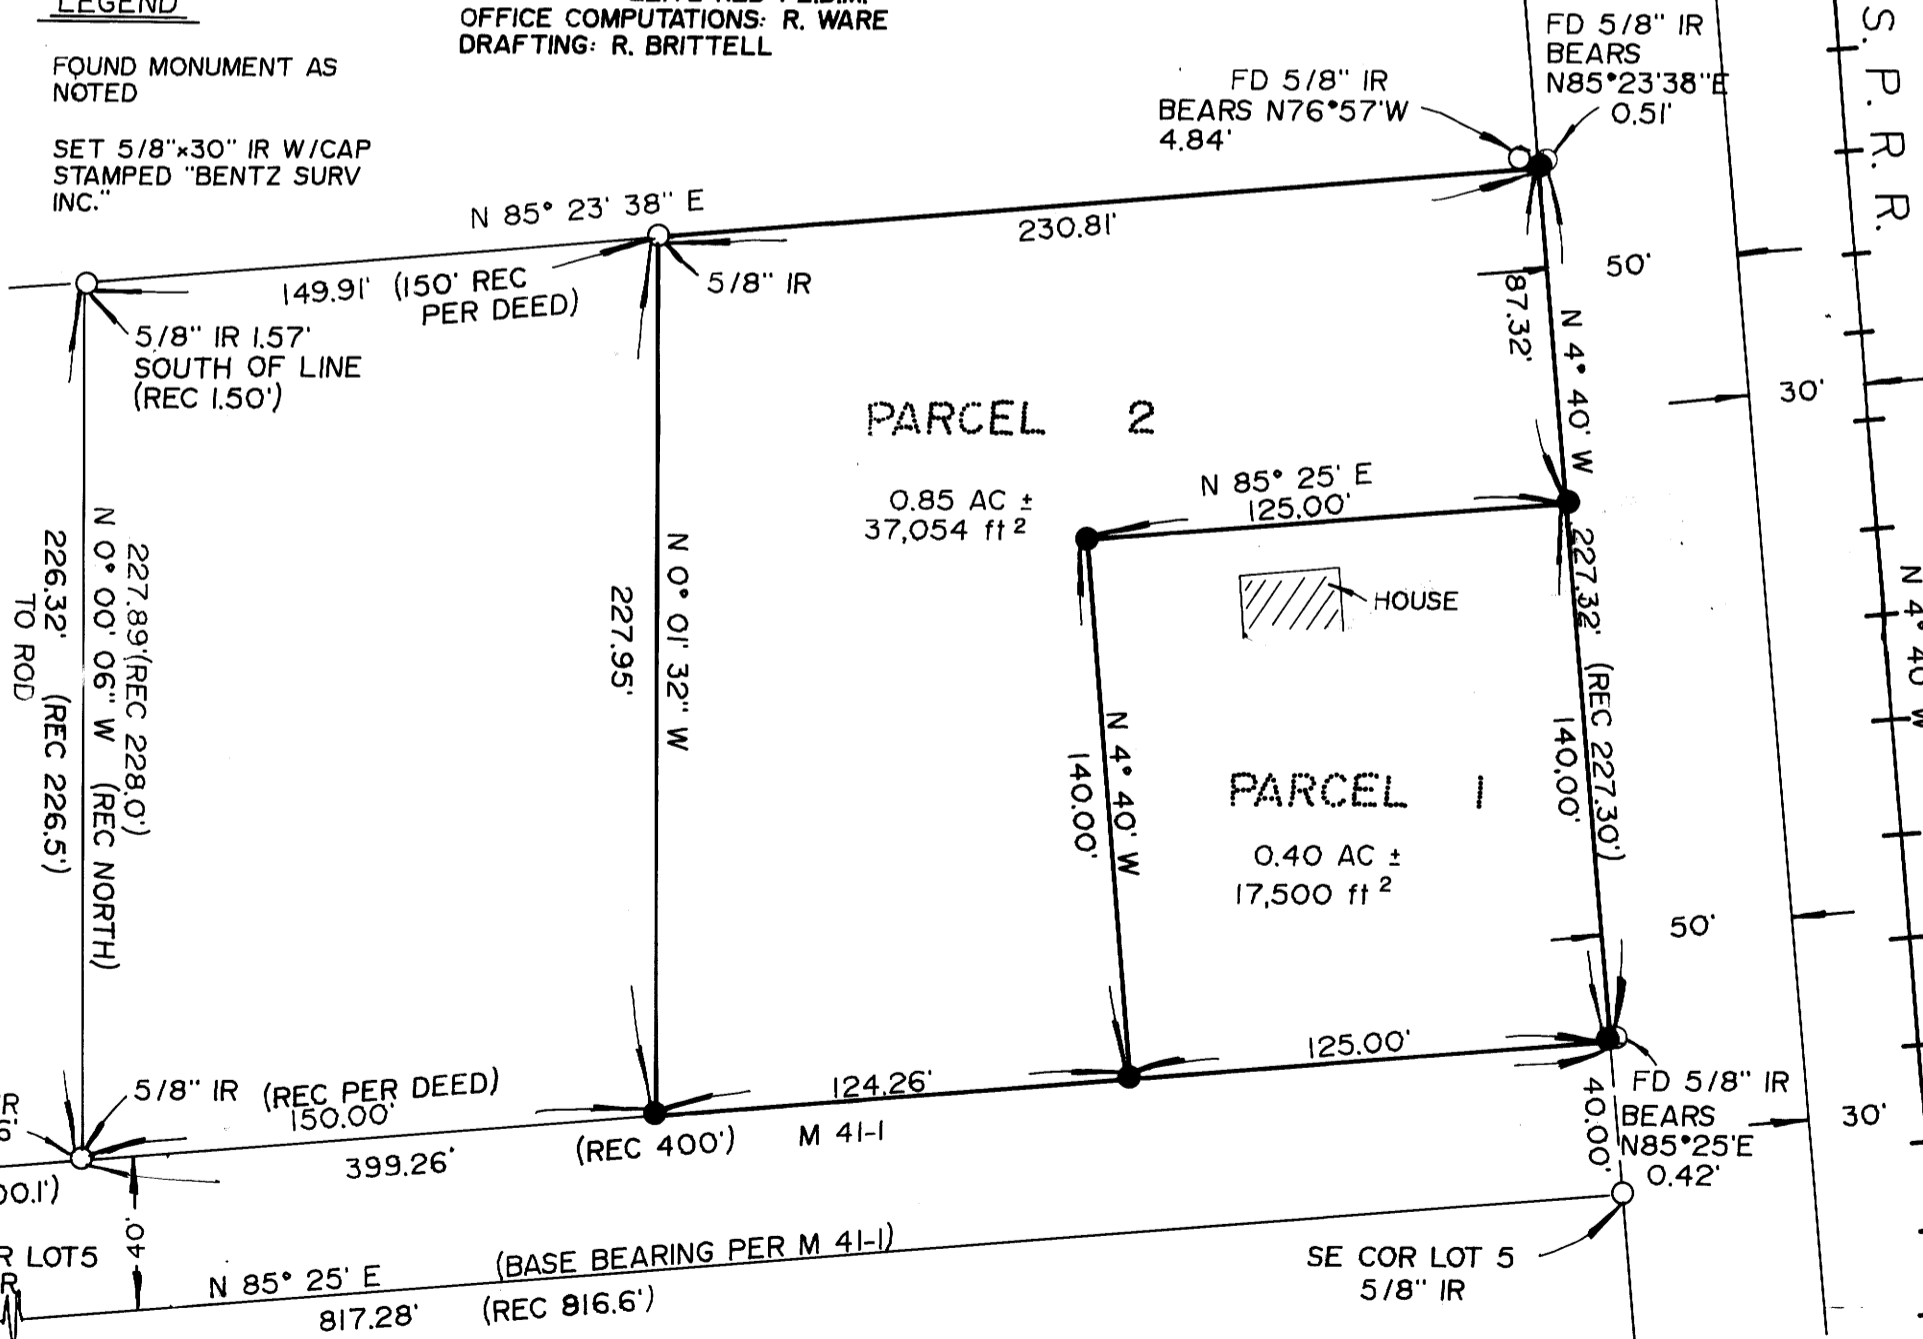 LEGEND
OFFICE COMPUTATIONS: R. WARE
DRAFTING: R. BRITTELL
FOUND MONUMENT AS
NOTED
SET 5/8"x30" IR W/CAP
STAMPED "BENTZ SURV
INC."
FD 5/8" IR
BEARS N76°57'W
4.84'
FD 5/8" IR
BEARS
N85°23'38"E
0.51'
S. P. R. R.
N 85° 23' 38" E
230.81'
149.91' (150' REC
PER DEED)
5/8" IR
5/8" IR 1.57'
SOUTH OF LINE
(REC 1.50')
50'
87.32'
N 4° 40' W
30'
PARCEL 2
0.85 AC ±
37,054 ft²
N 85° 25' E
125.00'
HOUSE
227.89'(REC 228.0')
N 0° 00' 06" W (REC NORTH)
226.32' (REC 226.5')
TO ROD
N 0° 01' 32" W
227.95'
N 4° 40' W
140.00'
227.32' (REC 227.30')
140.00'
N 4° 40' W
PARCEL 1
0.40 AC ±
17,500 ft²
50'
125.00'
124.26'
5/8" IR (REC PER DEED)
150.00'
399.26'
(REC 400')
M 41-1
FD 5/8" IR
BEARS
N85°25'E
0.42'
40.00'
30'
00.1')
40'
R LOT5
R
N 85° 25' E
(BASE BEARING PER M 41-1)
817.28'
(REC 816.6')
SE COR LOT 5
5/8" IR